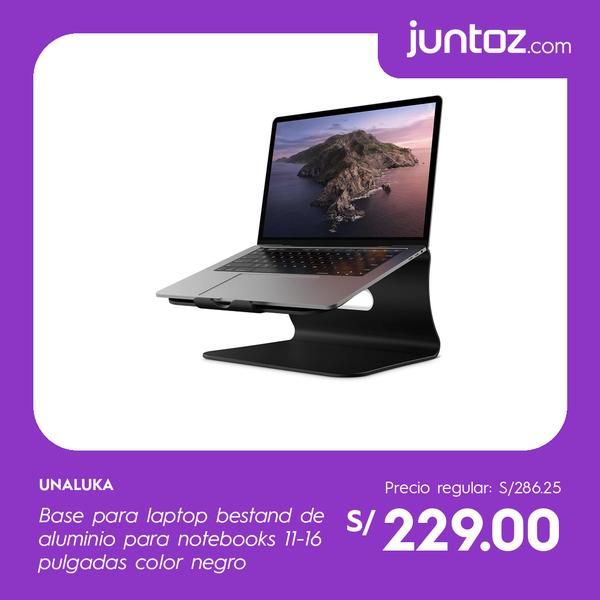 juntoz.com
UNALUKA
Base para laptop bestand de
aluminio para notebooks 11-16
pulgadas color negro
Precio regular: S/286.25
S/ 229.00